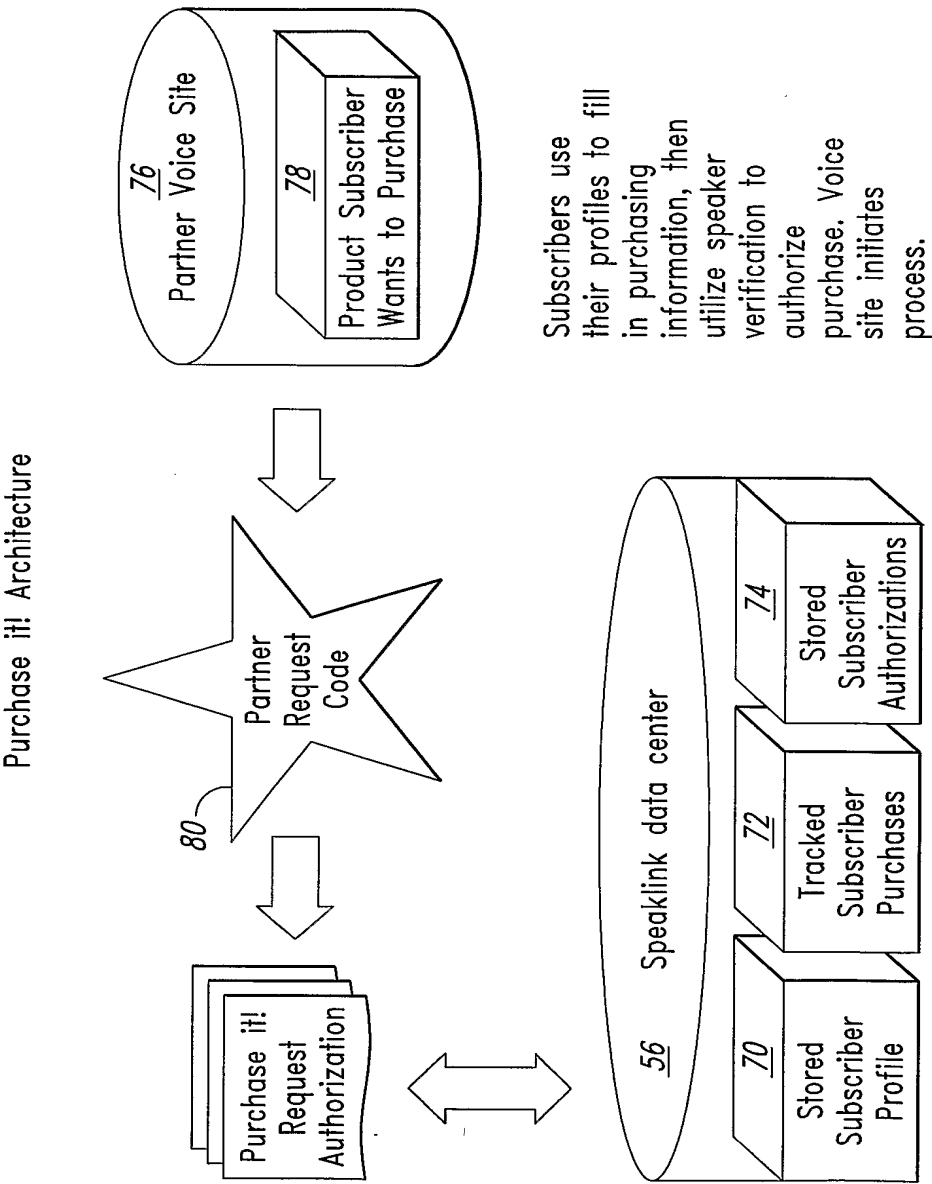 Purchase it! Architecture
Purchase it!
Request
Authorization
80
Partner
Request
Code
76
Partner Voice Site
78
Product Subscriber
Wants to Purchase
56 Speaklink data center
70
Stored
Subscriber
Profile
72
Tracked
Subscriber
Purchases
74
Stored
Subscriber
Authorizations
Subscribers use
their profiles to fill
in purchasing
information, then
utilize speaker
verification to
authorize
purchase. Voice
site initiates
process.